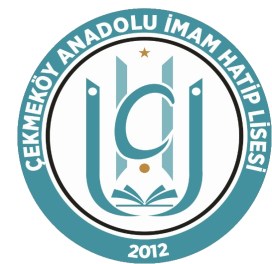 ÇEKMEKÖY ANADOLU İMAM HATİP LİSESİ
Ç
2012